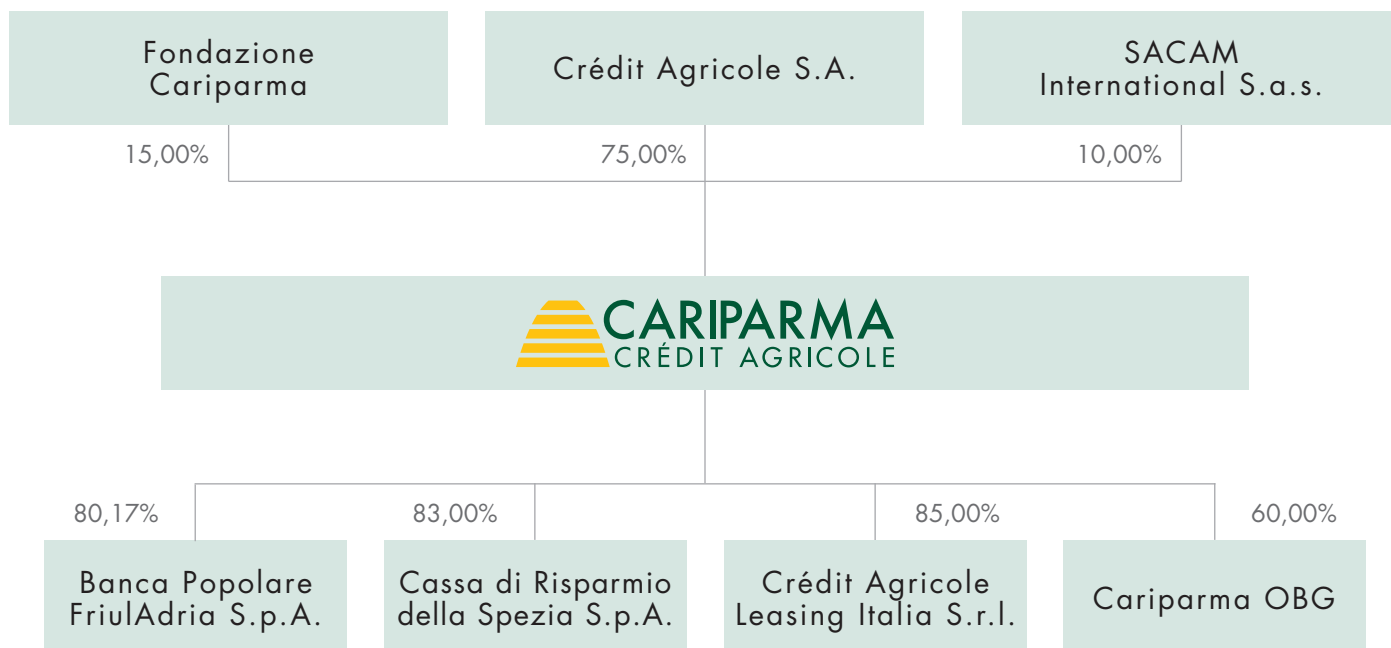 Fondazione
Cariparma
Crédit Agricole S.A.
SACAM
International S.a.s.
15,00%
75,00%
10,00%
CARIPARMA
CRÉDIT AGRICOLE
80,17%
83,00%
85,00%
60,00%
Banca Popolare
FriulAdria S.p.A.
Cassa di Risparmio
della Spezia S.p.A.
Crédit Agricole
Leasing Italia S.r.l.
Cariparma OBG